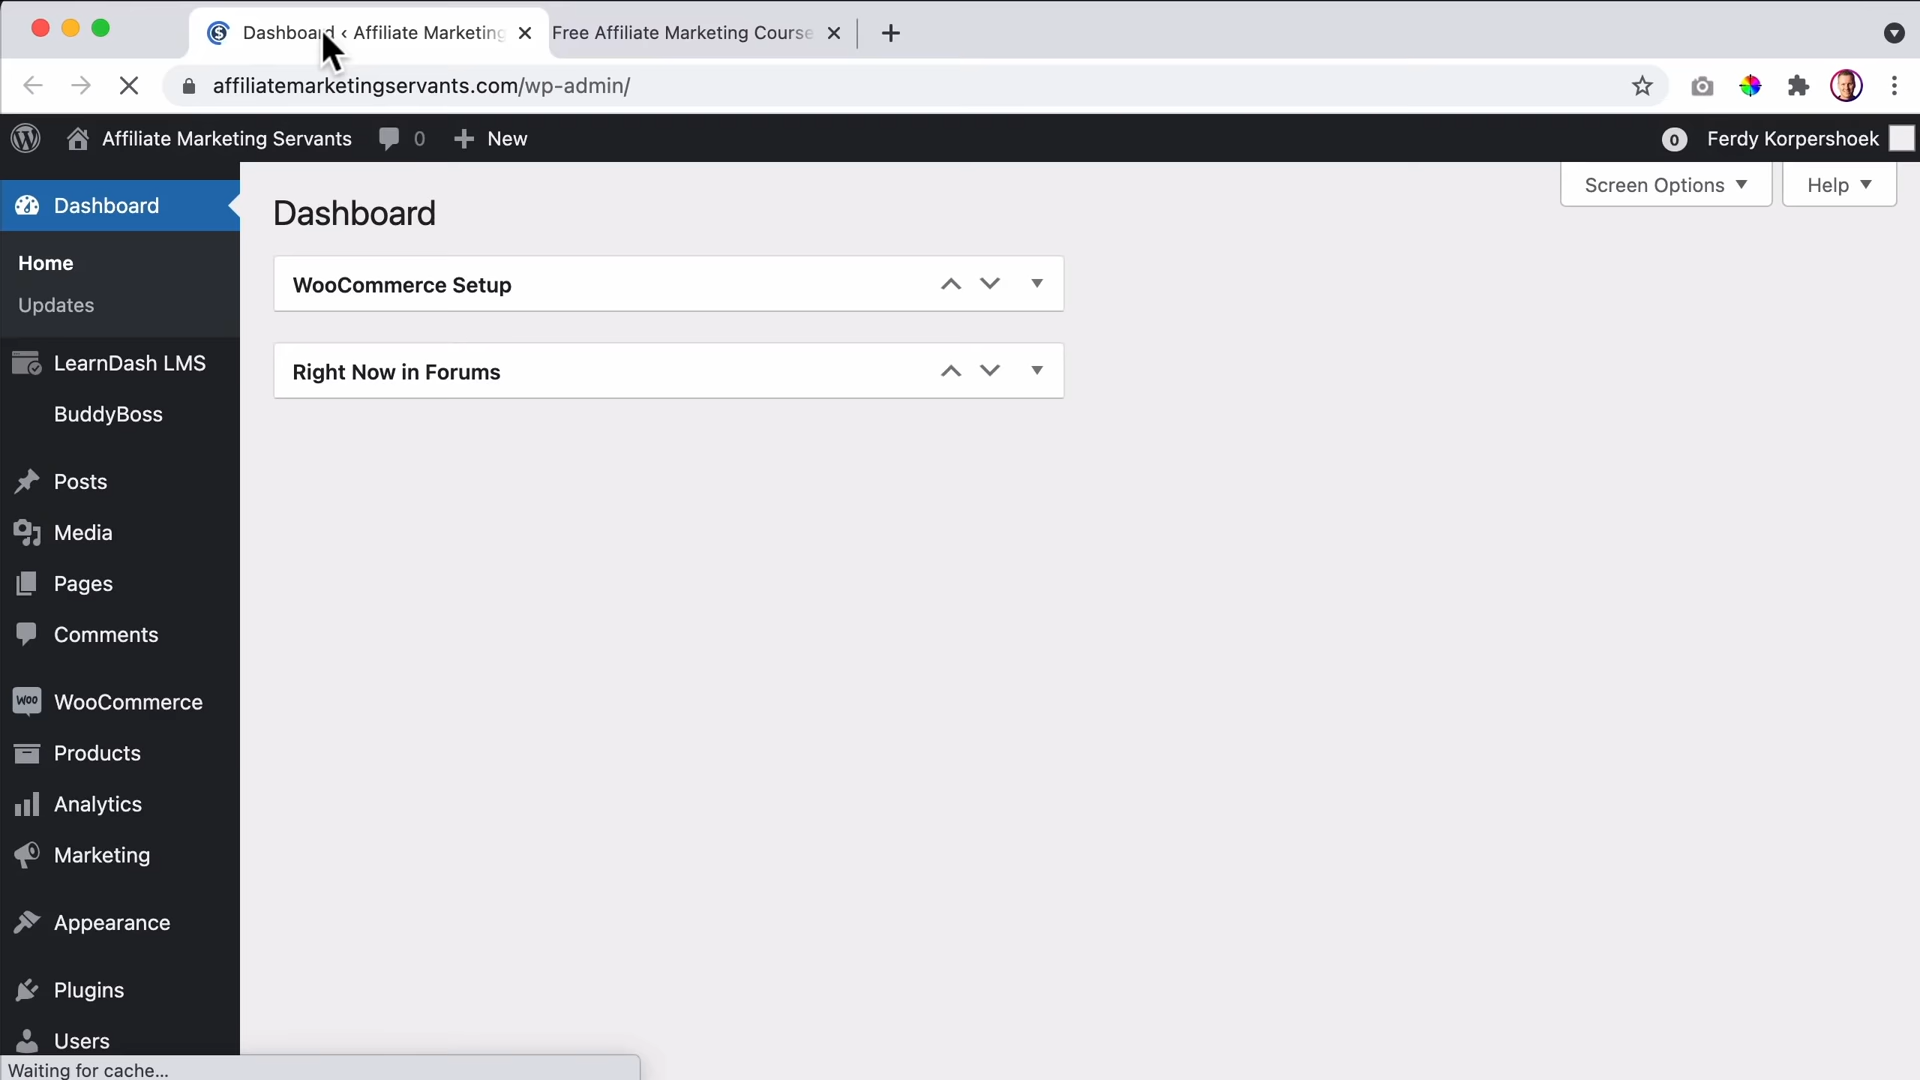 Dashboard ‹ Affiliate Marketing
Free Affiliate Marketing Course
affiliatemarketingservants.com/wp-admin/
Affiliate Marketing Servants
0
New
0
Ferdy Korpershoek
Screen Options
Help
Dashboard
Dashboard
Home
Updates
WooCommerce Setup
Right Now in Forums
LearnDash LMS
BuddyBoss
Posts
Media
Pages
Comments
Woo
WooCommerce
Products
Analytics
Marketing
Appearance
Plugins
Users
Waiting for cache...